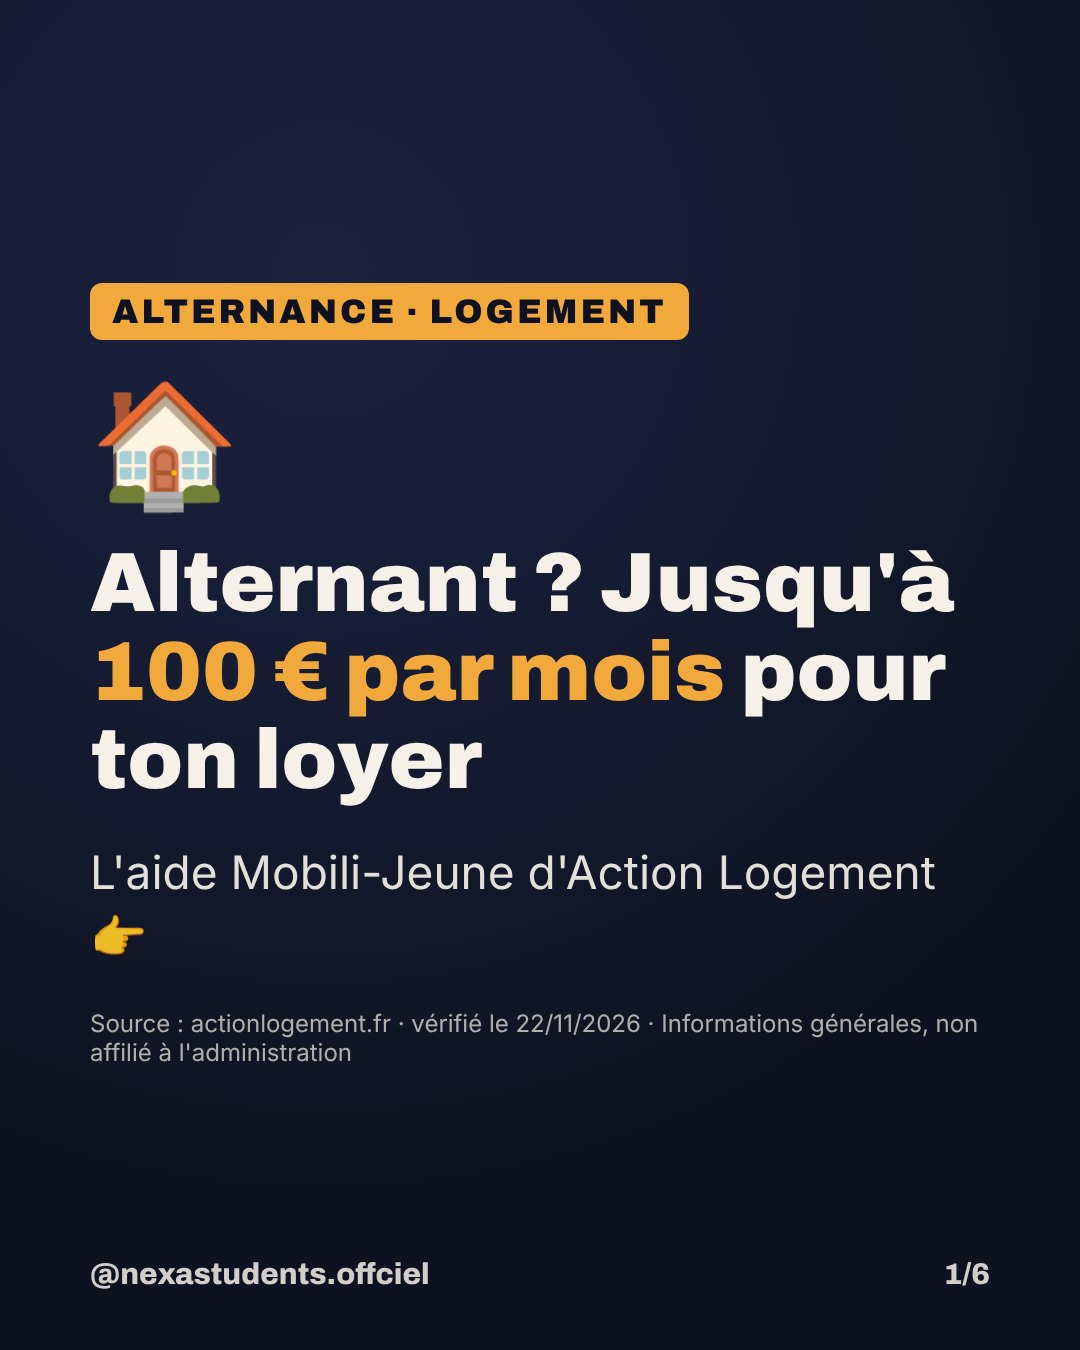 ALTERNANCE · LOGEMENT
Alternant ? Jusqu'à
100 € par mois pour
ton loyer
L'aide Mobili-Jeune d'Action Logement
👉
Source : actionlogement.fr · vérifié le 22/11/2026 · Informations générales, non
affilié à l'administration
@nexastudents.offciel
1/6